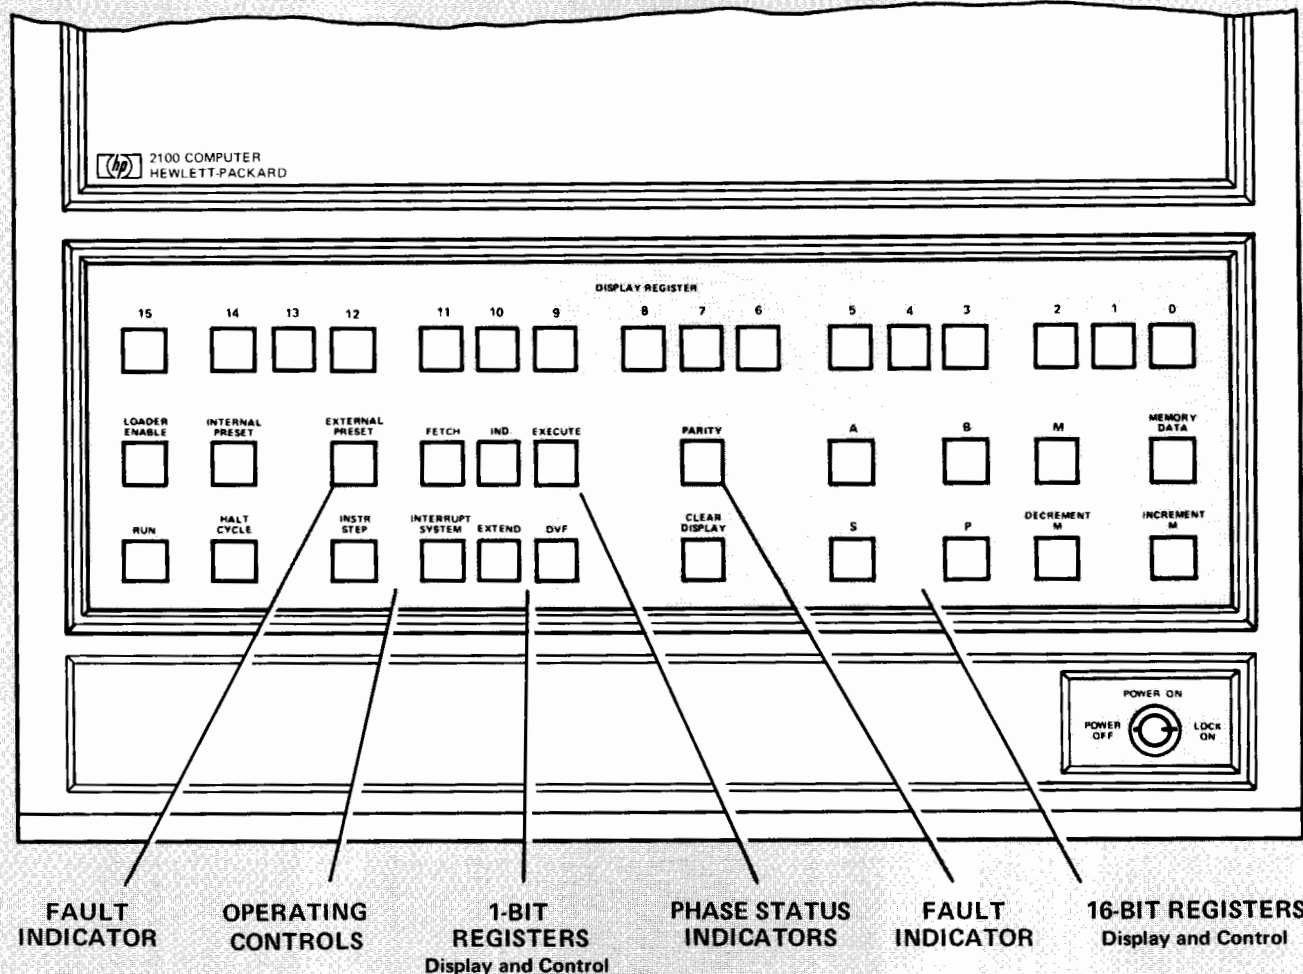 hp 2100 COMPUTER
HEWLETT-PACKARD
DISPLAY REGISTER
15 14 13 12 11 10 9 8 7 6 5 4 3 2 1 0
LOADER ENABLE
INTERNAL PRESET
EXTERNAL PRESET
FETCH
IND.
EXECUTE
PARITY
A
B
M
MEMORY DATA
RUN
HALT CYCLE
INSTR STEP
INTERRUPT SYSTEM
EXTEND
OVF
CLEAR DISPLAY
S
P
DECREMENT M
INCREMENT M
POWER ON
POWER OFF
LOCK ON
FAULT
INDICATOR
OPERATING
CONTROLS
1-BIT
REGISTERS
Display and Control
PHASE STATUS
INDICATORS
FAULT
INDICATOR
16-BIT REGISTERS
Display and Control